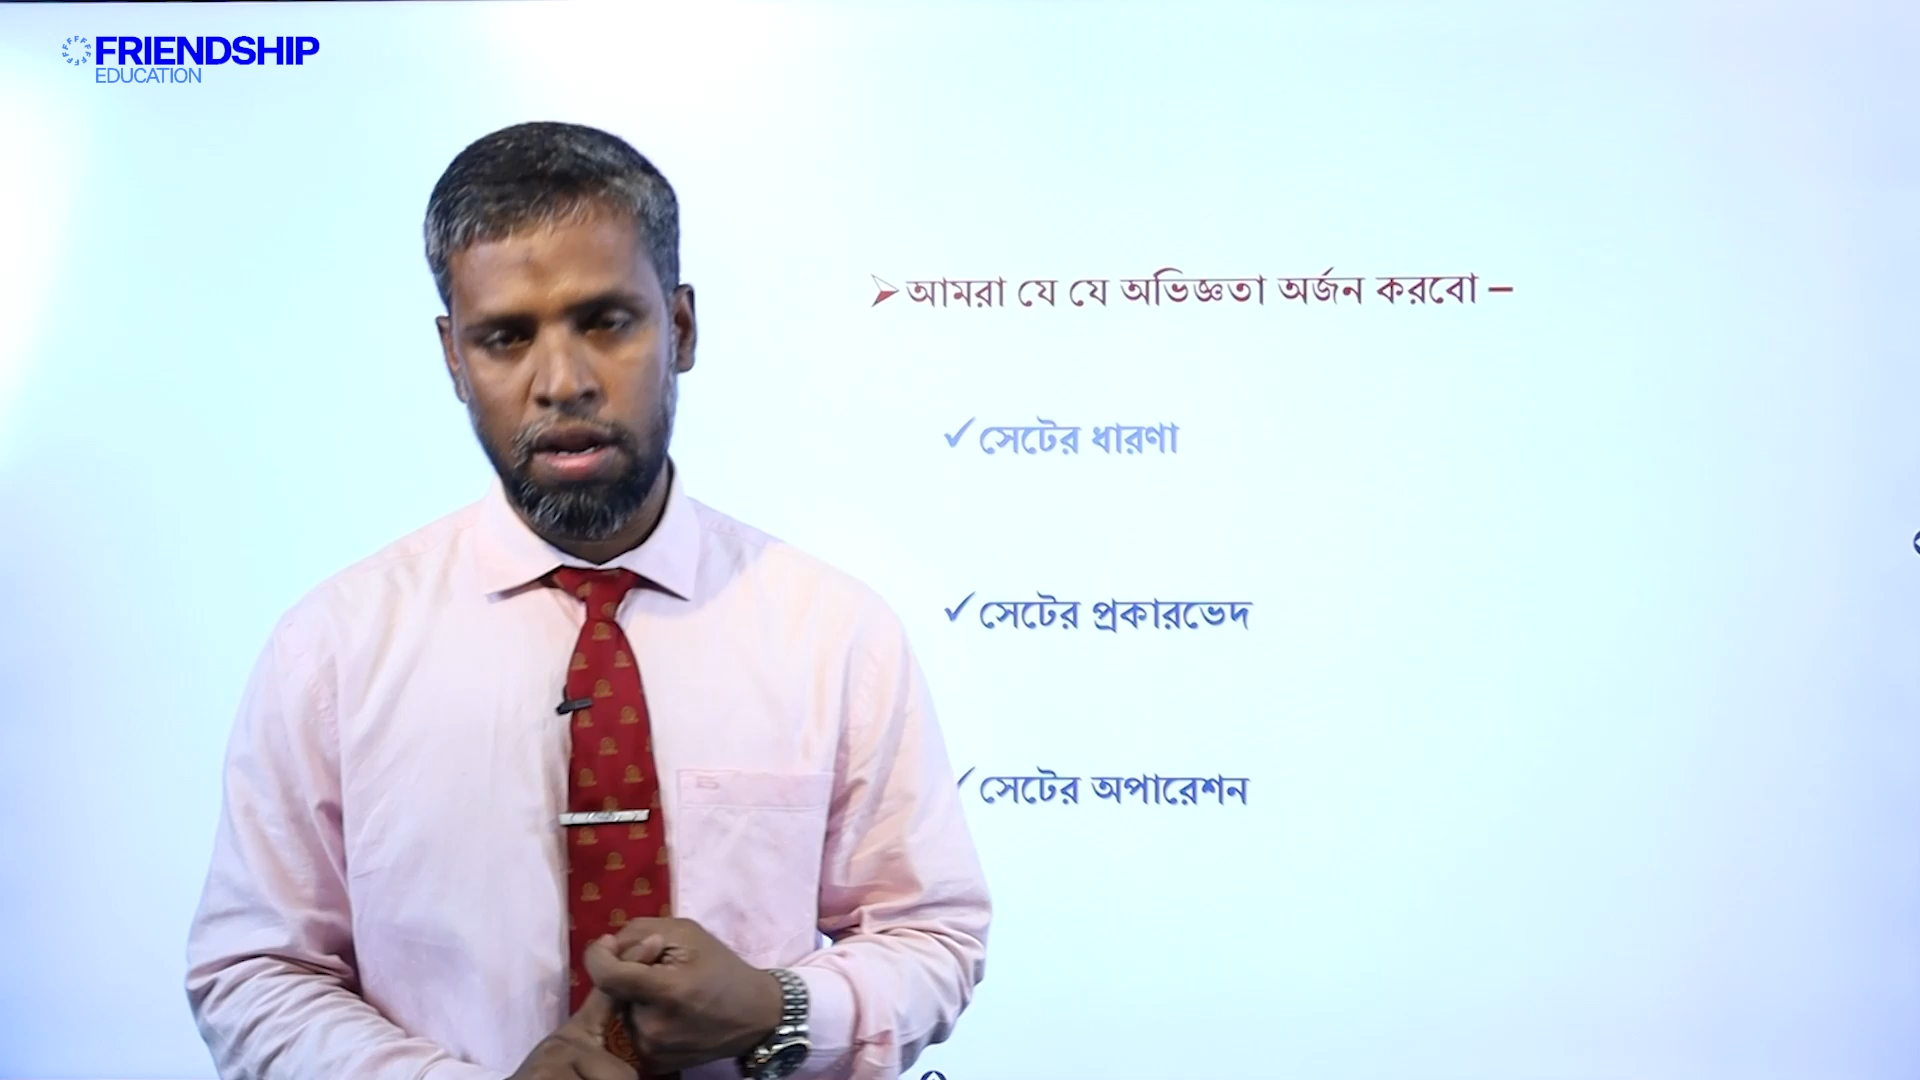 FRIENDSHIP
EDUCATION
আমরা যে যে অভিজ্ঞতা অর্জন করবো –
সেটের ধারণা
সেটের প্রকারভেদ
সেটের অপারেশন